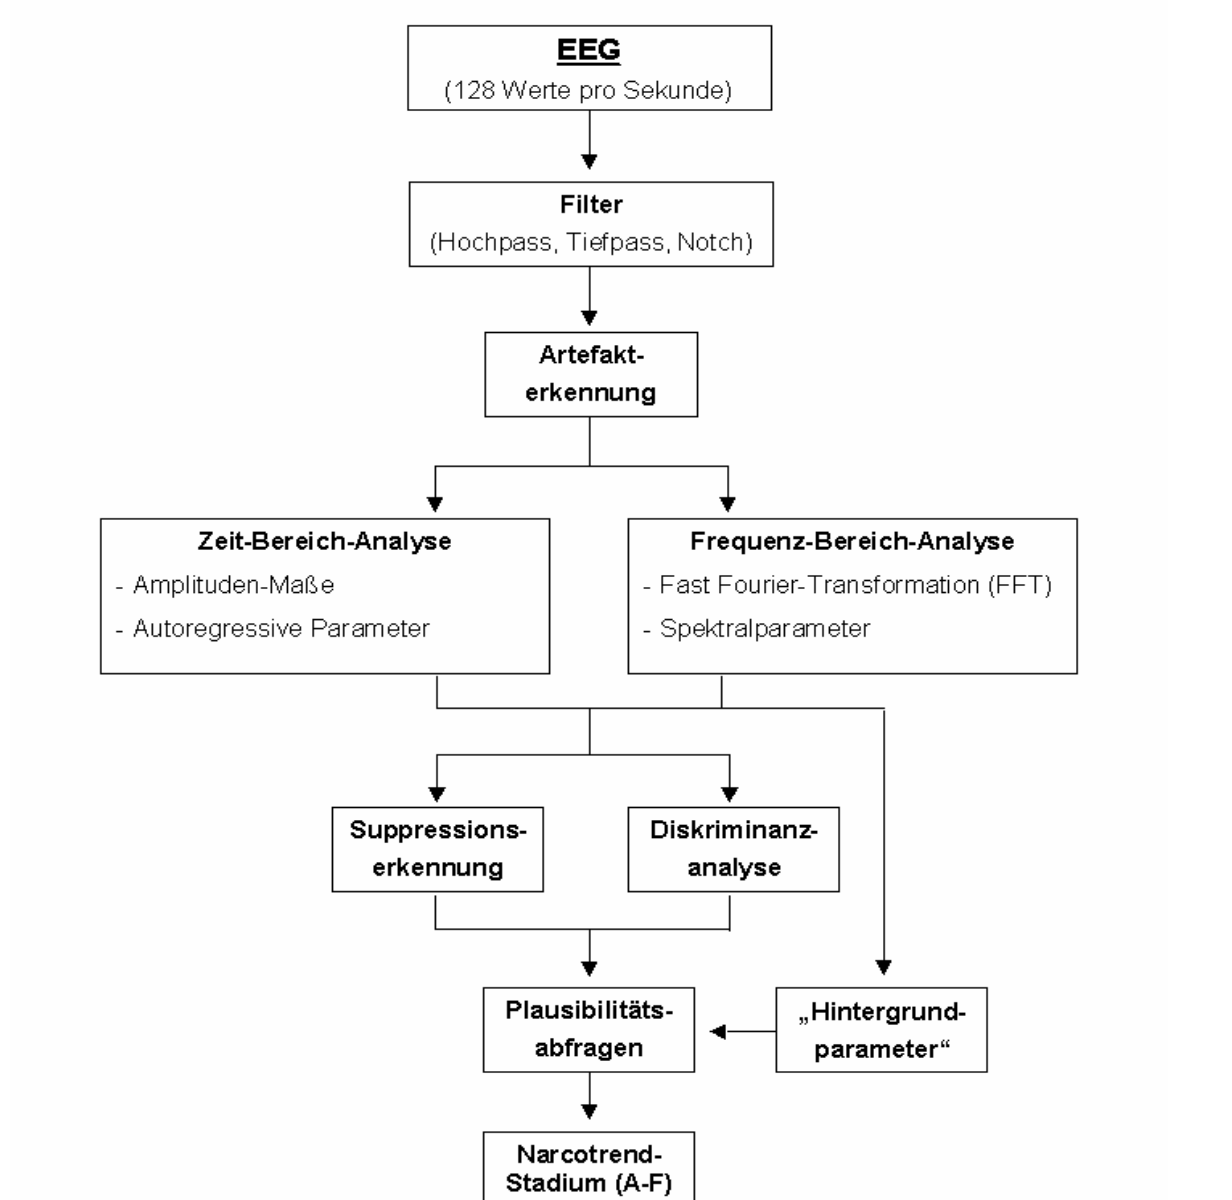 EEG
(128 Werte pro Sekunde)
Filter
(Hochpass, Tiefpass, Notch)
Artefakt-
erkennung
Zeit-Bereich-Analyse
- Amplituden-Maße
- Autoregressive Parameter
Frequenz-Bereich-Analyse
- Fast Fourier-Transformation (FFT)
- Spektralparameter
Suppressions-
erkennung
Diskriminanz-
analyse
Plausibilitäts-
abfragen
„Hintergrund-
parameter“
Narcotrend-
Stadium (A-F)